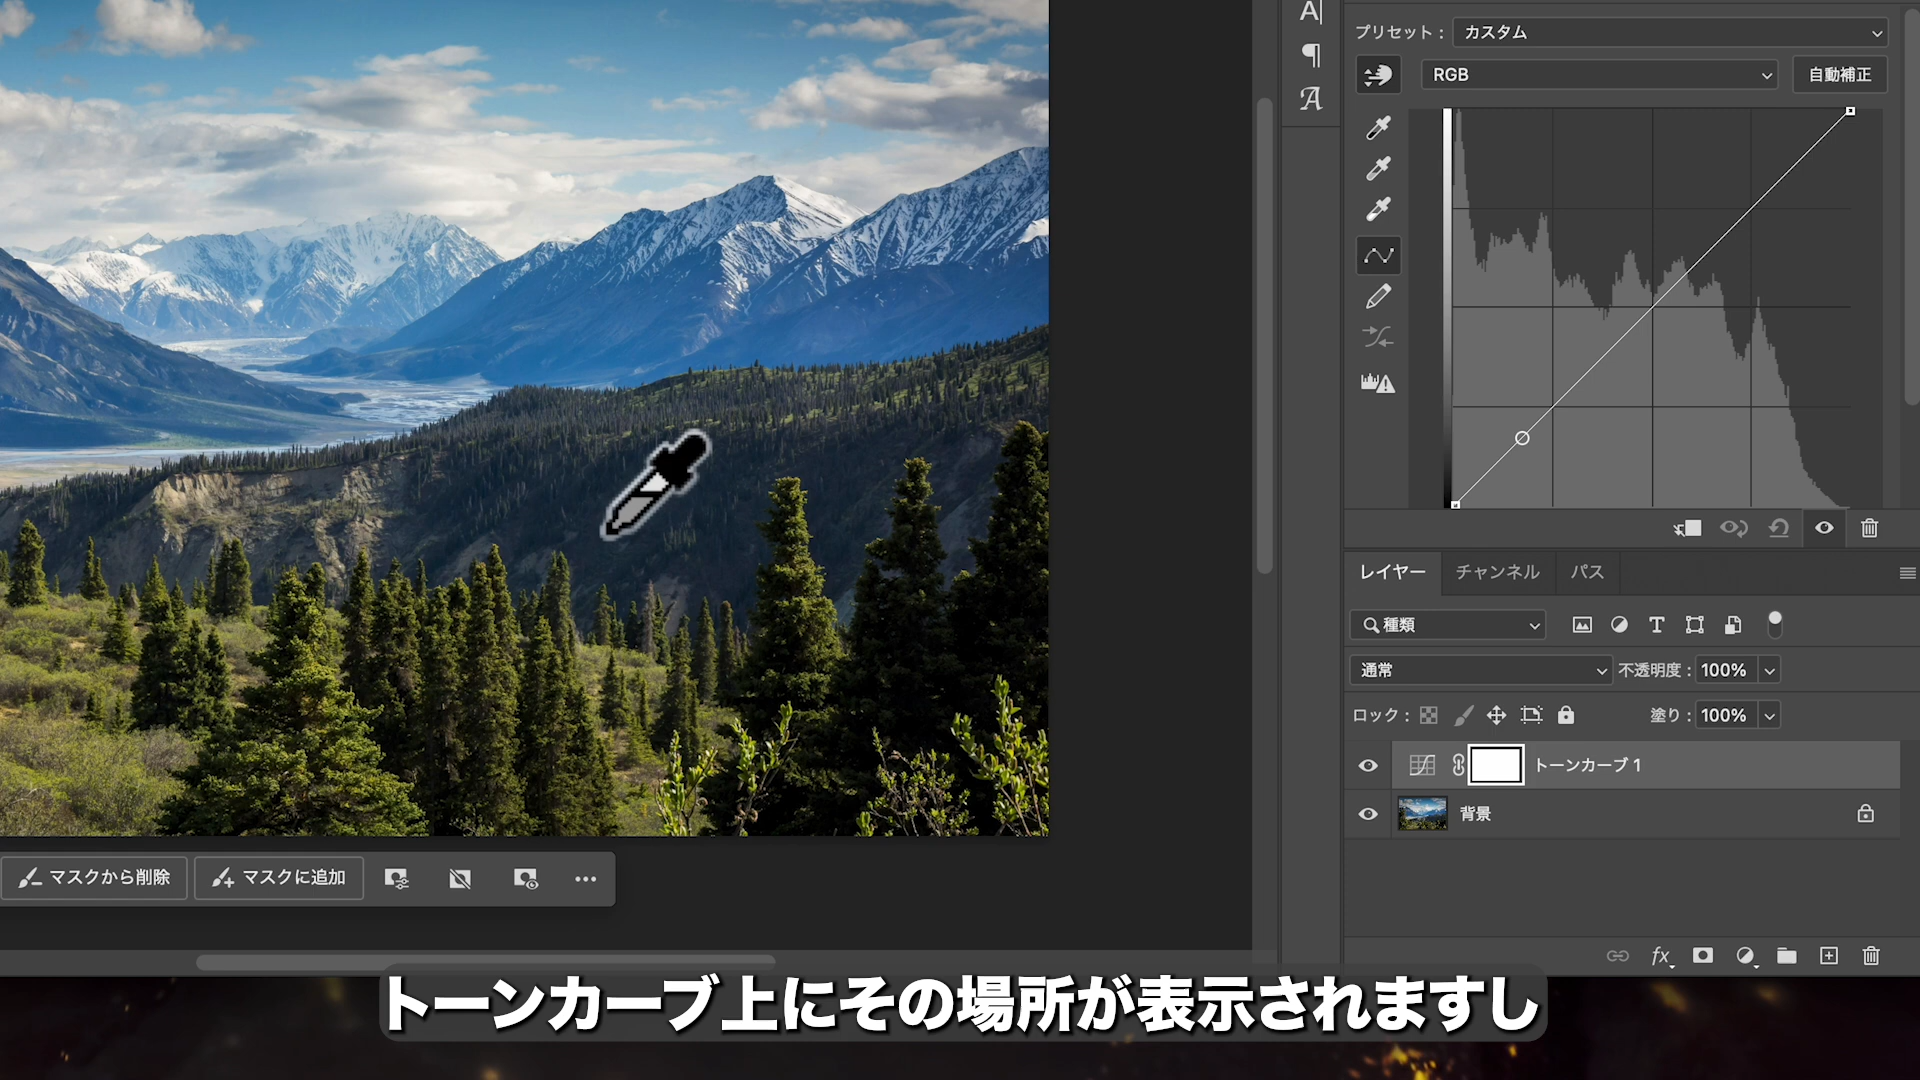 プリセット： カスタム
RGB 自動補正
レイヤー チャンネル パス
種類
通常 不透明度： 100%
ロック： 塗り： 100%
トーンカーブ 1
背景
fx
マスクから削除 マスクに追加
トーンカーブ上にその場所が表示されますし